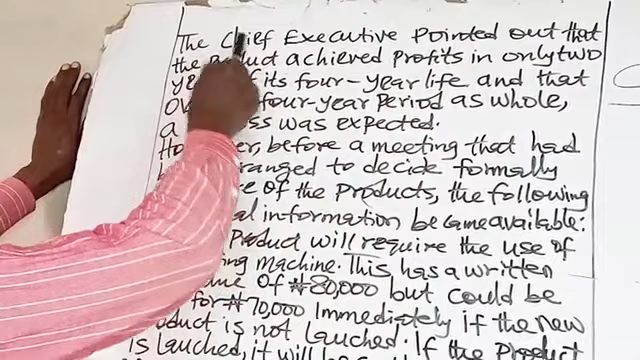 The Chief Executive Pointed out that
the Product achieved Profits in only two
of its four-year life and that
four-year Period as whole,
a was expected.
before a meeting that had
to decide formally
of the Products, the following
information became available:
Product will require the use of
machine. This has a written
Of ₦80,000 but could be
for ₦70,000 Immediately if the new
is not lauched. If the Product
is lauched, it will be